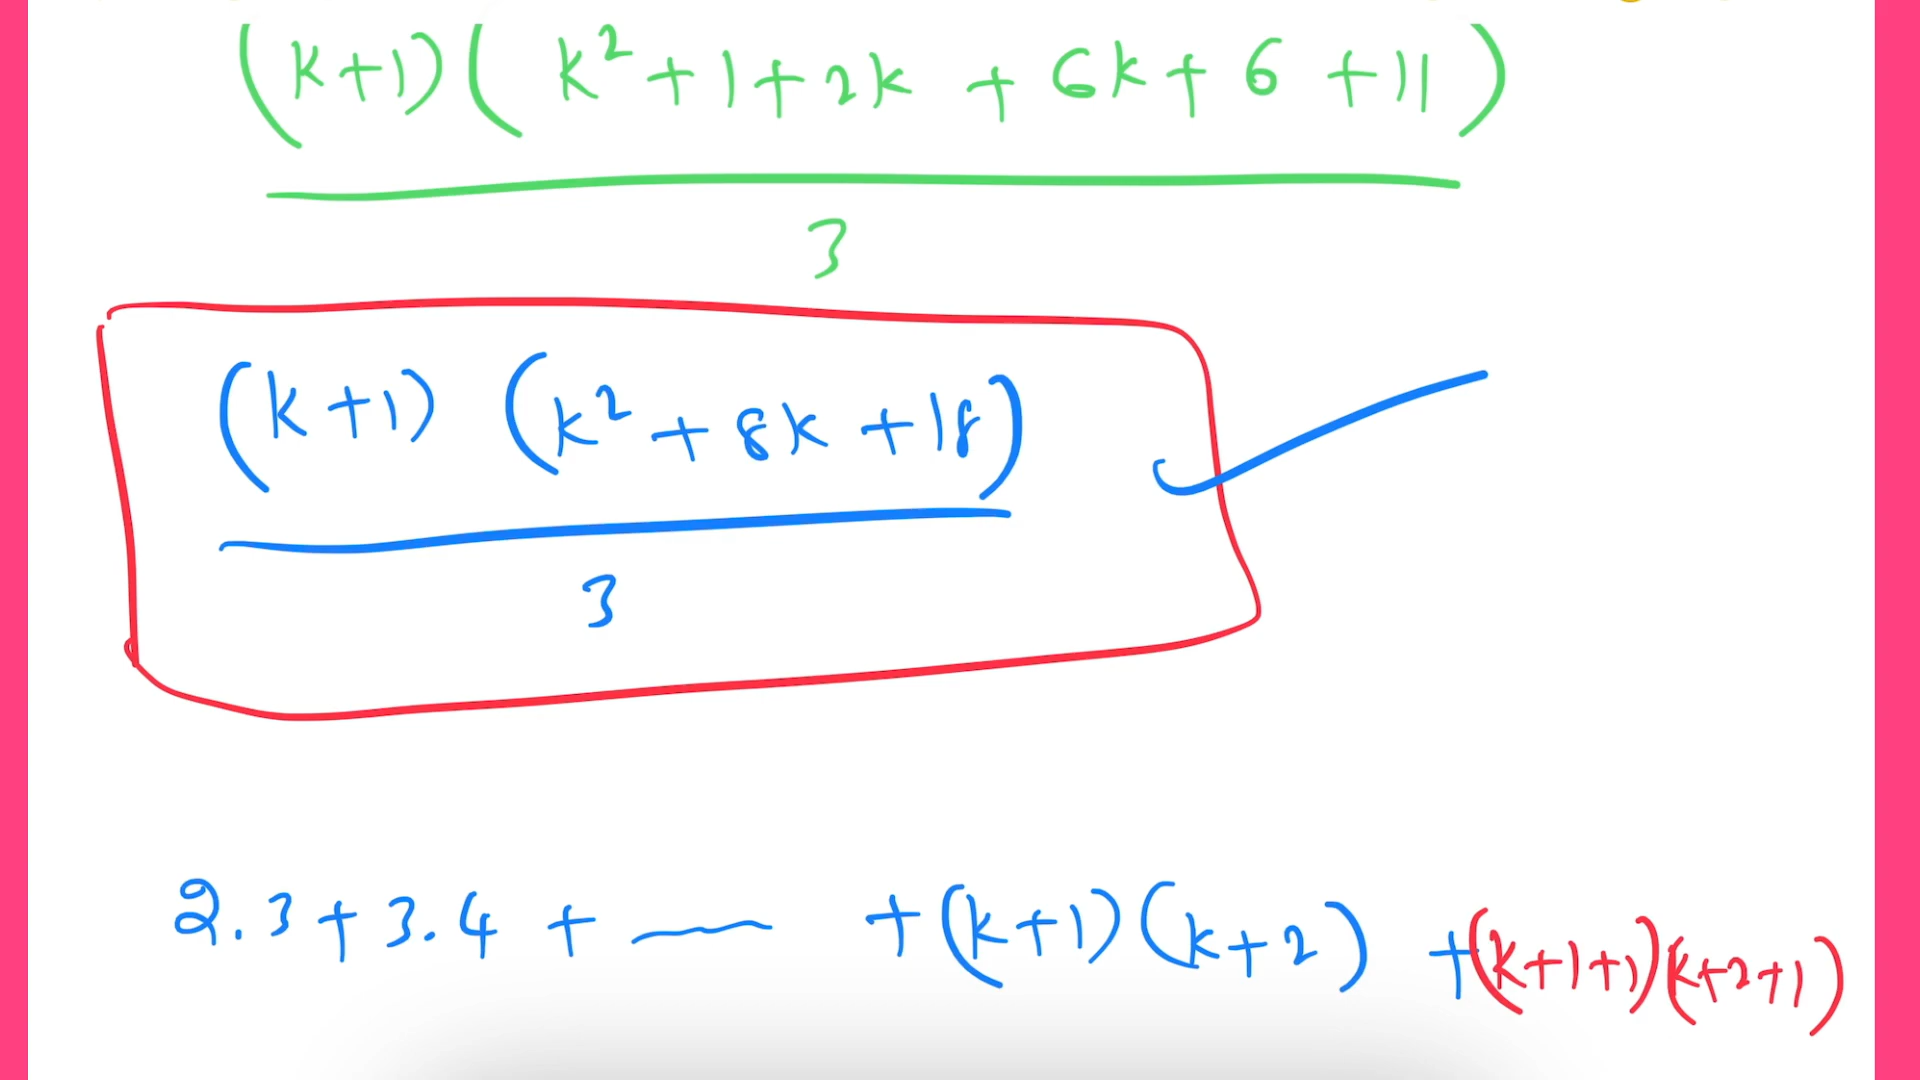 (k+1)(k²+1+2k+6k+6+11)
3
(k+1)(k²+8k+18)
3
2.3+3.4+ — +(k+1)(k+2)+(k+1+1)(k+2+1)